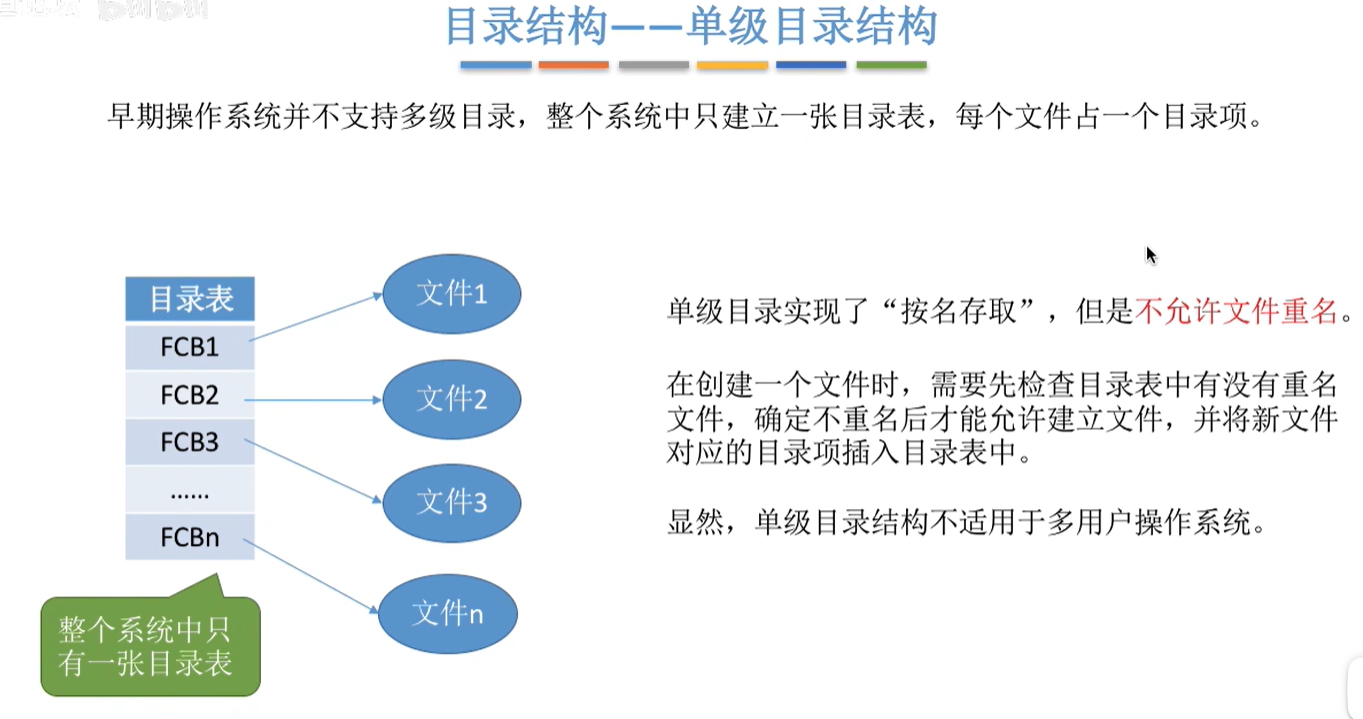 目录结构——单级目录结构
早期操作系统并不支持多级目录，整个系统中只建立一张目录表，每个文件占一个目录项。
目录表
FCB1
FCB2
FCB3
......
FCBn
文件1
文件2
文件3
文件n
整个系统中只
有一张目录表
单级目录实现了“按名存取”，但是不允许文件重名。
在创建一个文件时，需要先检查目录表中有没有重名
文件，确定不重名后才能允许建立文件，并将新文件
对应的目录项插入目录表中。
显然，单级目录结构不适用于多用户操作系统。